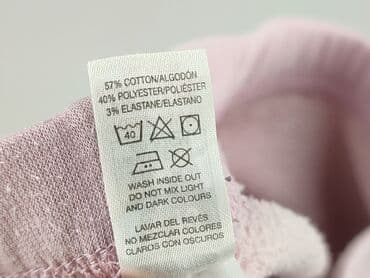 57% COTTON/ALGODÓN
40% POLYESTER/POLIÉSTER
3% ELASTANE/ELASTANO
40
WASH INSIDE OUT
DO NOT MIX LIGHT
AND DARK COLOURS
LAVAR DEL REVÉS
NO MEZCLAR COLORES
CLAROS CON OSCUROS